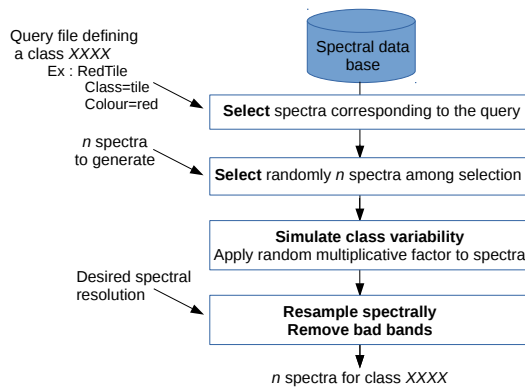 Query file defining
a class XXXX
Ex : RedTile
Class=tile
Colour=red
Spectral data
base
Select spectra corresponding to the query
n spectra
to generate
Select randomly n spectra among selection
Simulate class variability
Apply random multiplicative factor to spectra
Desired spectral
resolution
Resample spectrally
Remove bad bands
n spectra for class XXXX